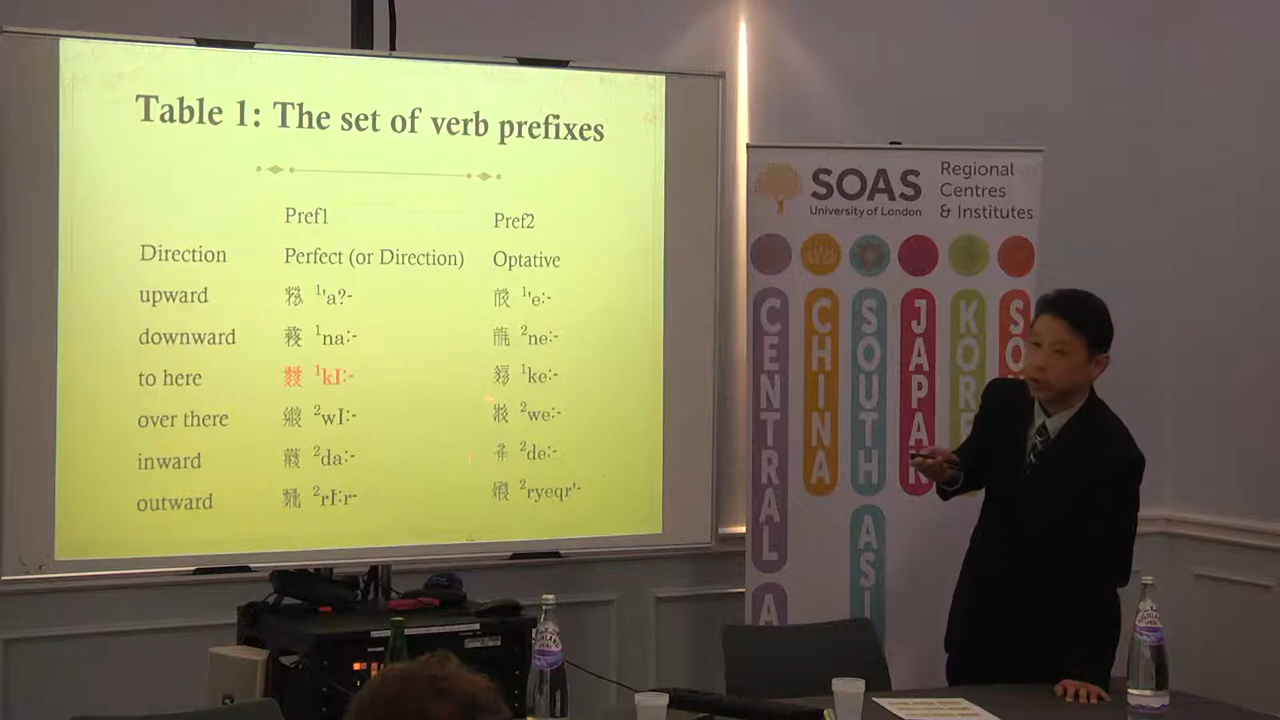 Table 1: The set of verb prefixes
Pref1 Pref2
Direction Perfect (or Direction) Optative
upward ¹'a?- ¹'e:-
downward ¹na:- ²ne:-
to here ¹kI:- ¹ke:-
over there ²wI:- ²we:-
inward ²da:- ²de:-
outward ²rI:r- ²ryeqr'-
SOAS
University of London
Regional
Centres
& Institutes
CENTRAL A
CHINA
SOUTH ASI
JAPAN
KORE
SO